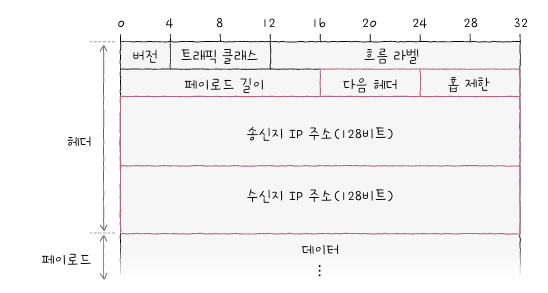 0 4 8 12 16 20 24 28 32
버전 트래픽 클래스 흐름 라벨
페이로드 길이 다음 헤더 홉 제한
헤더
송신지 IP 주소(128비트)
수신지 IP 주소(128비트)
페이로드
데이터
⋮